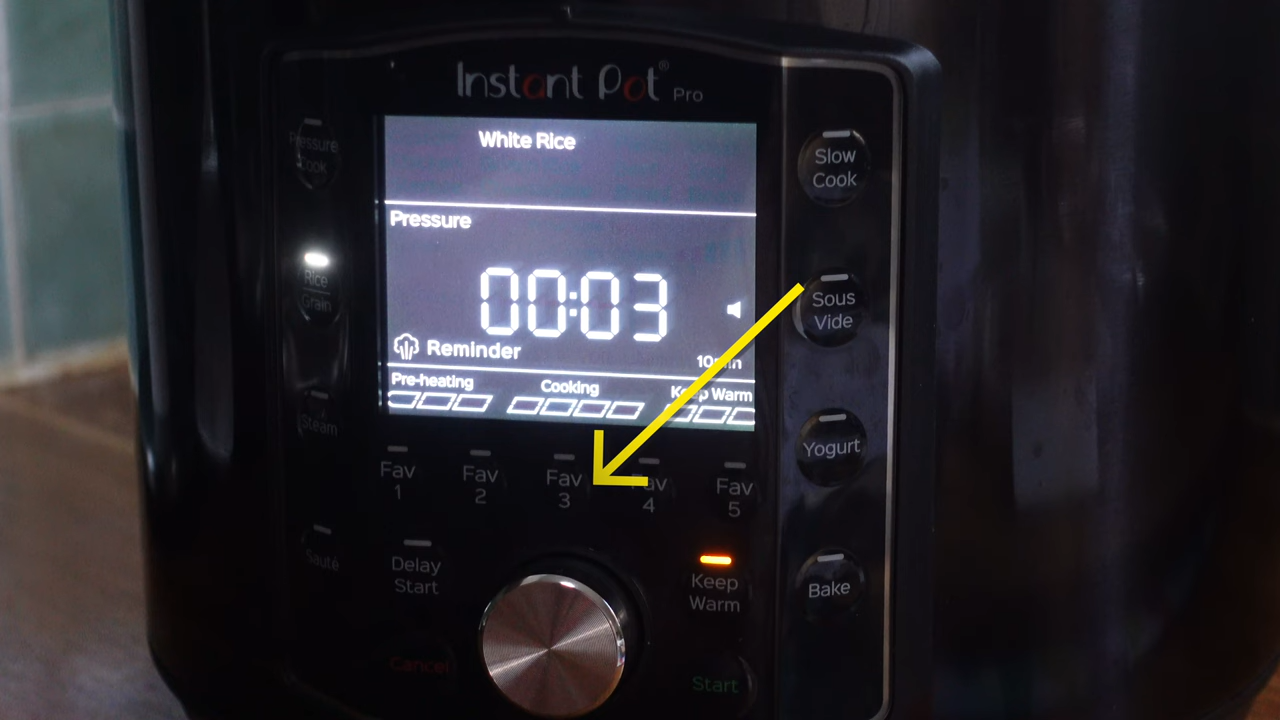 Instant Pot® Pro
White Rice
Pressure
00:03
Reminder
10min
Pre-heating Cooking Keep Warm
Pressure
Cook
Rice
Grain
Steam
Sauté
Slow
Cook
Sous
Vide
Yogurt
Bake
Fav
1
Fav
2
Fav
3
Fav
4
Fav
5
Delay
Start
Keep
Warm
Cancel
Start